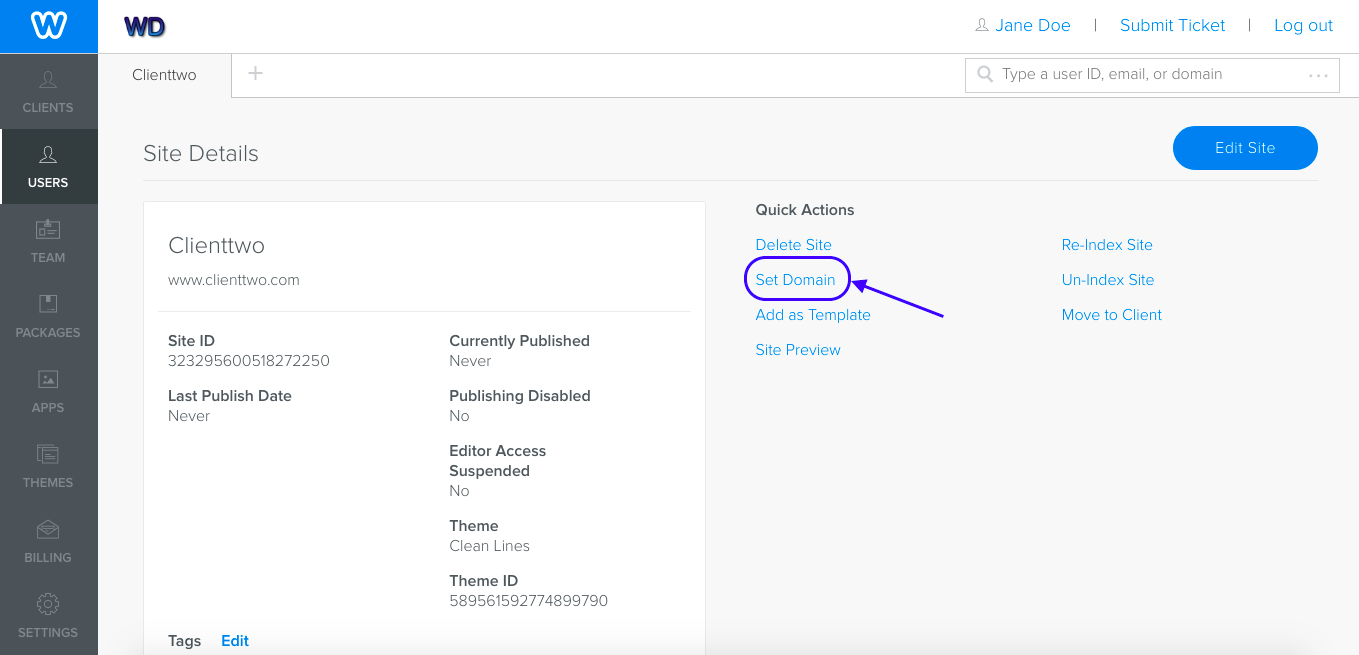 WD
Jane Doe | Submit Ticket | Log out
Clienttwo +
Type a user ID, email, or domain ...
CLIENTS
USERS
TEAM
PACKAGES
APPS
THEMES
BILLING
SETTINGS
Site Details
Edit Site
Clienttwo
www.clienttwo.com
Site ID
323295600518272250
Last Publish Date
Never
Currently Published
Never
Publishing Disabled
No
Editor Access
Suspended
No
Theme
Clean Lines
Theme ID
589561592774899790
Tags Edit
Quick Actions
Delete Site
Set Domain
Add as Template
Site Preview
Re-Index Site
Un-Index Site
Move to Client